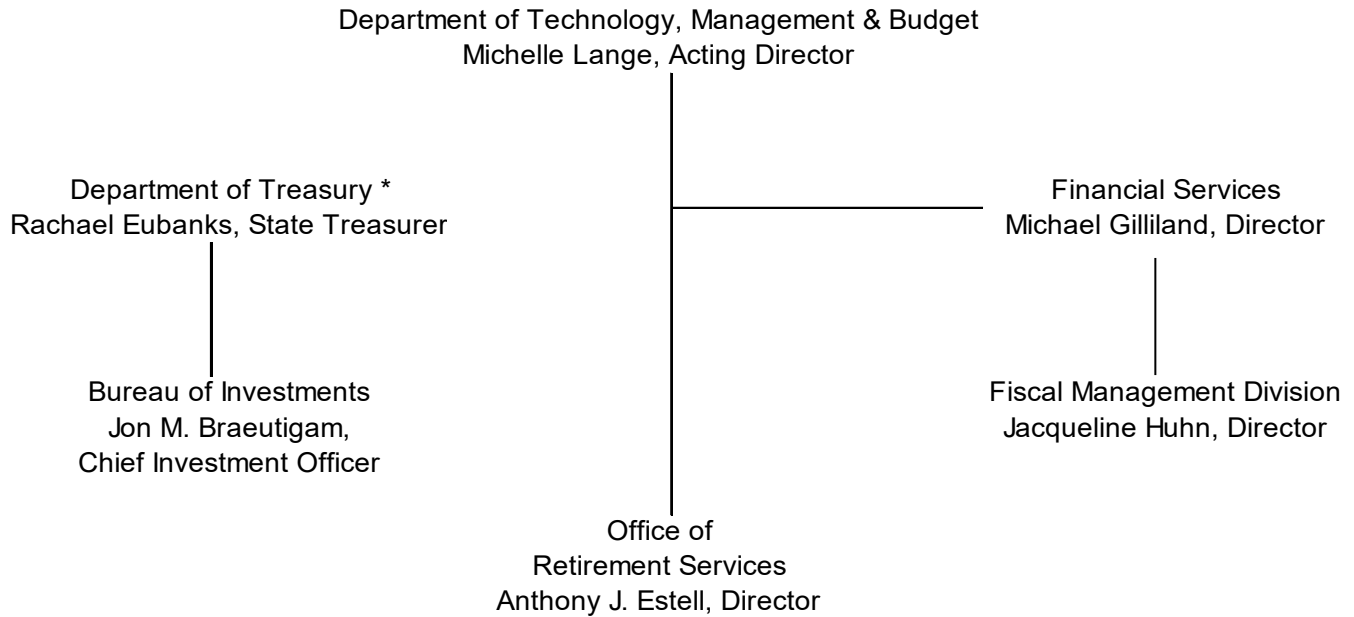 Department of Technology, Management & Budget
Michelle Lange, Acting Director
Department of Treasury *
Rachael Eubanks, State Treasurer
Financial Services
Michael Gilliland, Director
Bureau of Investments
Jon M. Braeutigam,
Chief Investment Officer
Fiscal Management Division
Jacqueline Huhn, Director
Office of
Retirement Services
Anthony J. Estell, Director